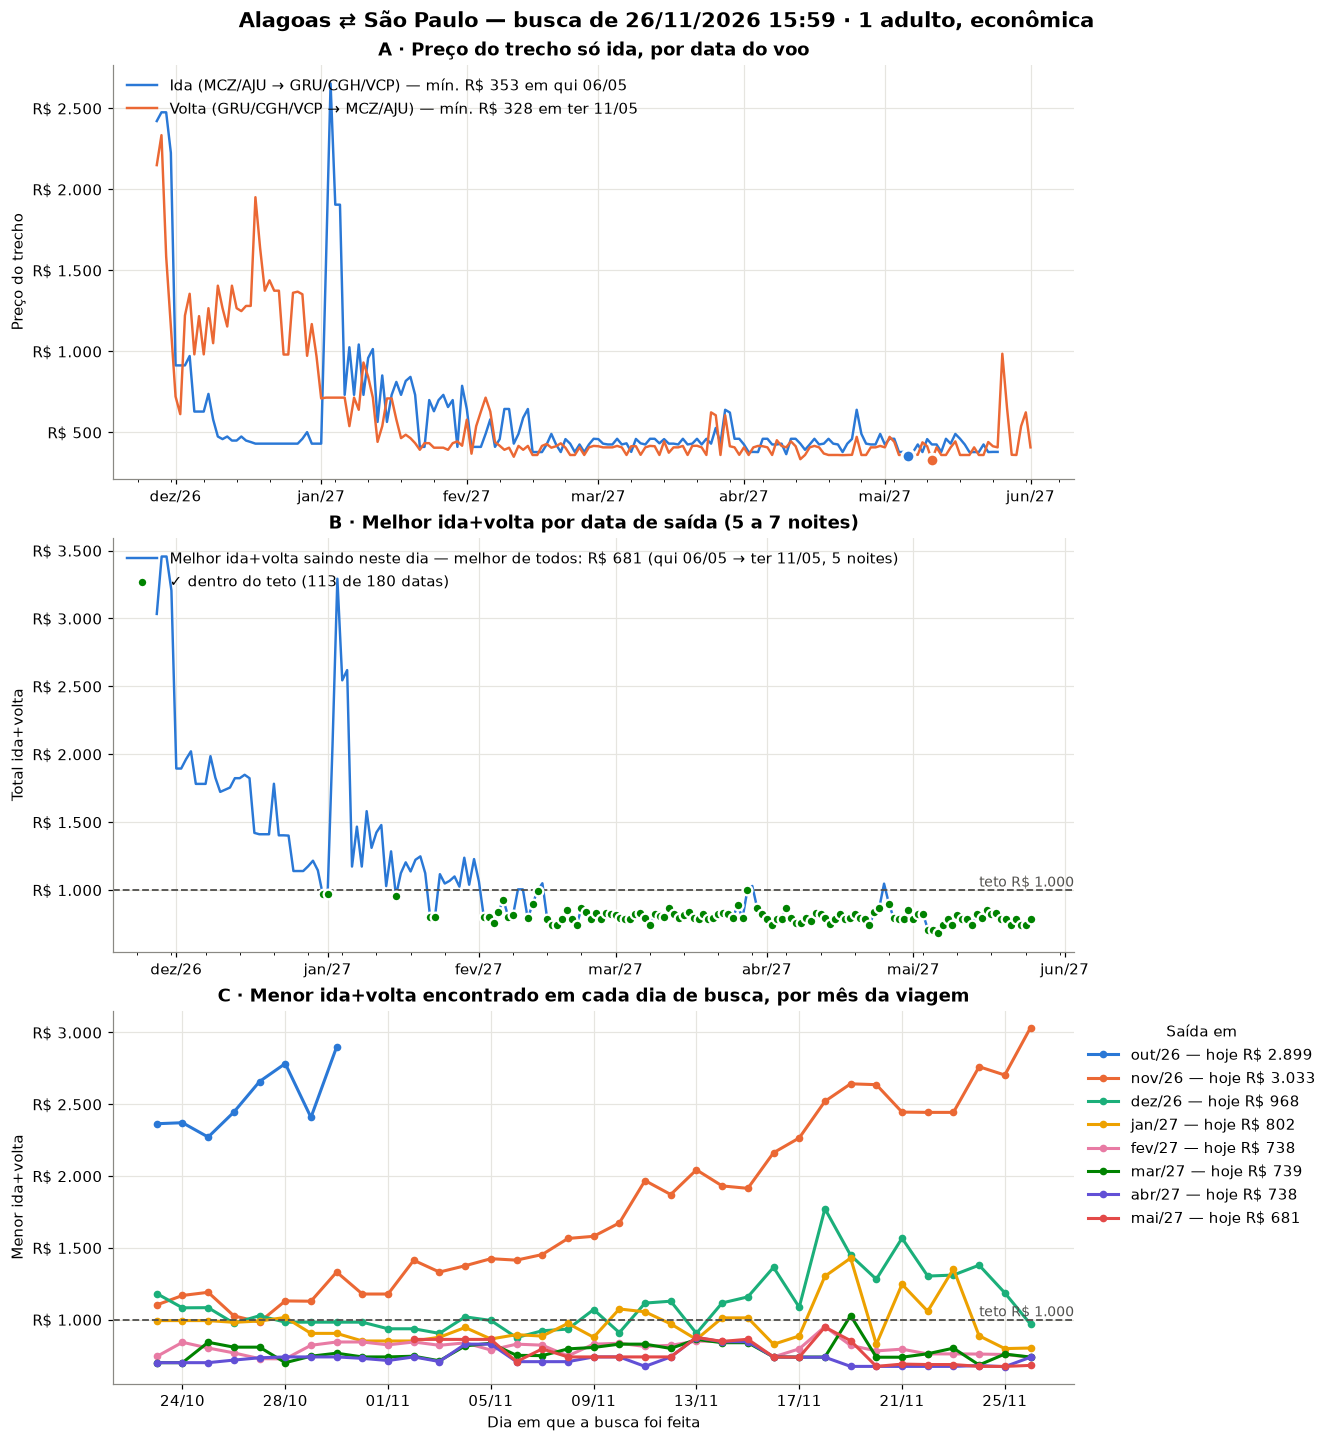 Alagoas ⇄ São Paulo — busca de 26/11/2026 15:59 · 1 adulto, econômica
A · Preço do trecho só ida, por data do voo
Ida (MCZ/AJU → GRU/CGH/VCP) — mín. R$ 353 em qui 06/05
Volta (GRU/CGH/VCP → MCZ/AJU) — mín. R$ 328 em ter 11/05
Preço do trecho
R$ 2.500
R$ 2.000
R$ 1.500
R$ 1.000
R$ 500
dez/26 jan/27 fev/27 mar/27 abr/27 mai/27 jun/27
B · Melhor ida+volta por data de saída (5 a 7 noites)
Melhor ida+volta saindo neste dia — melhor de todos: R$ 681 (qui 06/05 → ter 11/05, 5 noites)
✓ dentro do teto (113 de 180 datas)
Total ida+volta
R$ 3.500
R$ 3.000
R$ 2.500
R$ 2.000
R$ 1.500
R$ 1.000
teto R$ 1.000
dez/26 jan/27 fev/27 mar/27 abr/27 mai/27 jun/27
C · Menor ida+volta encontrado em cada dia de busca, por mês da viagem
Menor ida+volta
R$ 3.000
R$ 2.500
R$ 2.000
R$ 1.500
R$ 1.000
teto R$ 1.000
24/10 28/10 01/11 05/11 09/11 13/11 17/11 21/11 25/11
Dia em que a busca foi feita
Saída em
out/26 — hoje R$ 2.899
nov/26 — hoje R$ 3.033
dez/26 — hoje R$ 968
jan/27 — hoje R$ 802
fev/27 — hoje R$ 738
mar/27 — hoje R$ 739
abr/27 — hoje R$ 738
mai/27 — hoje R$ 681